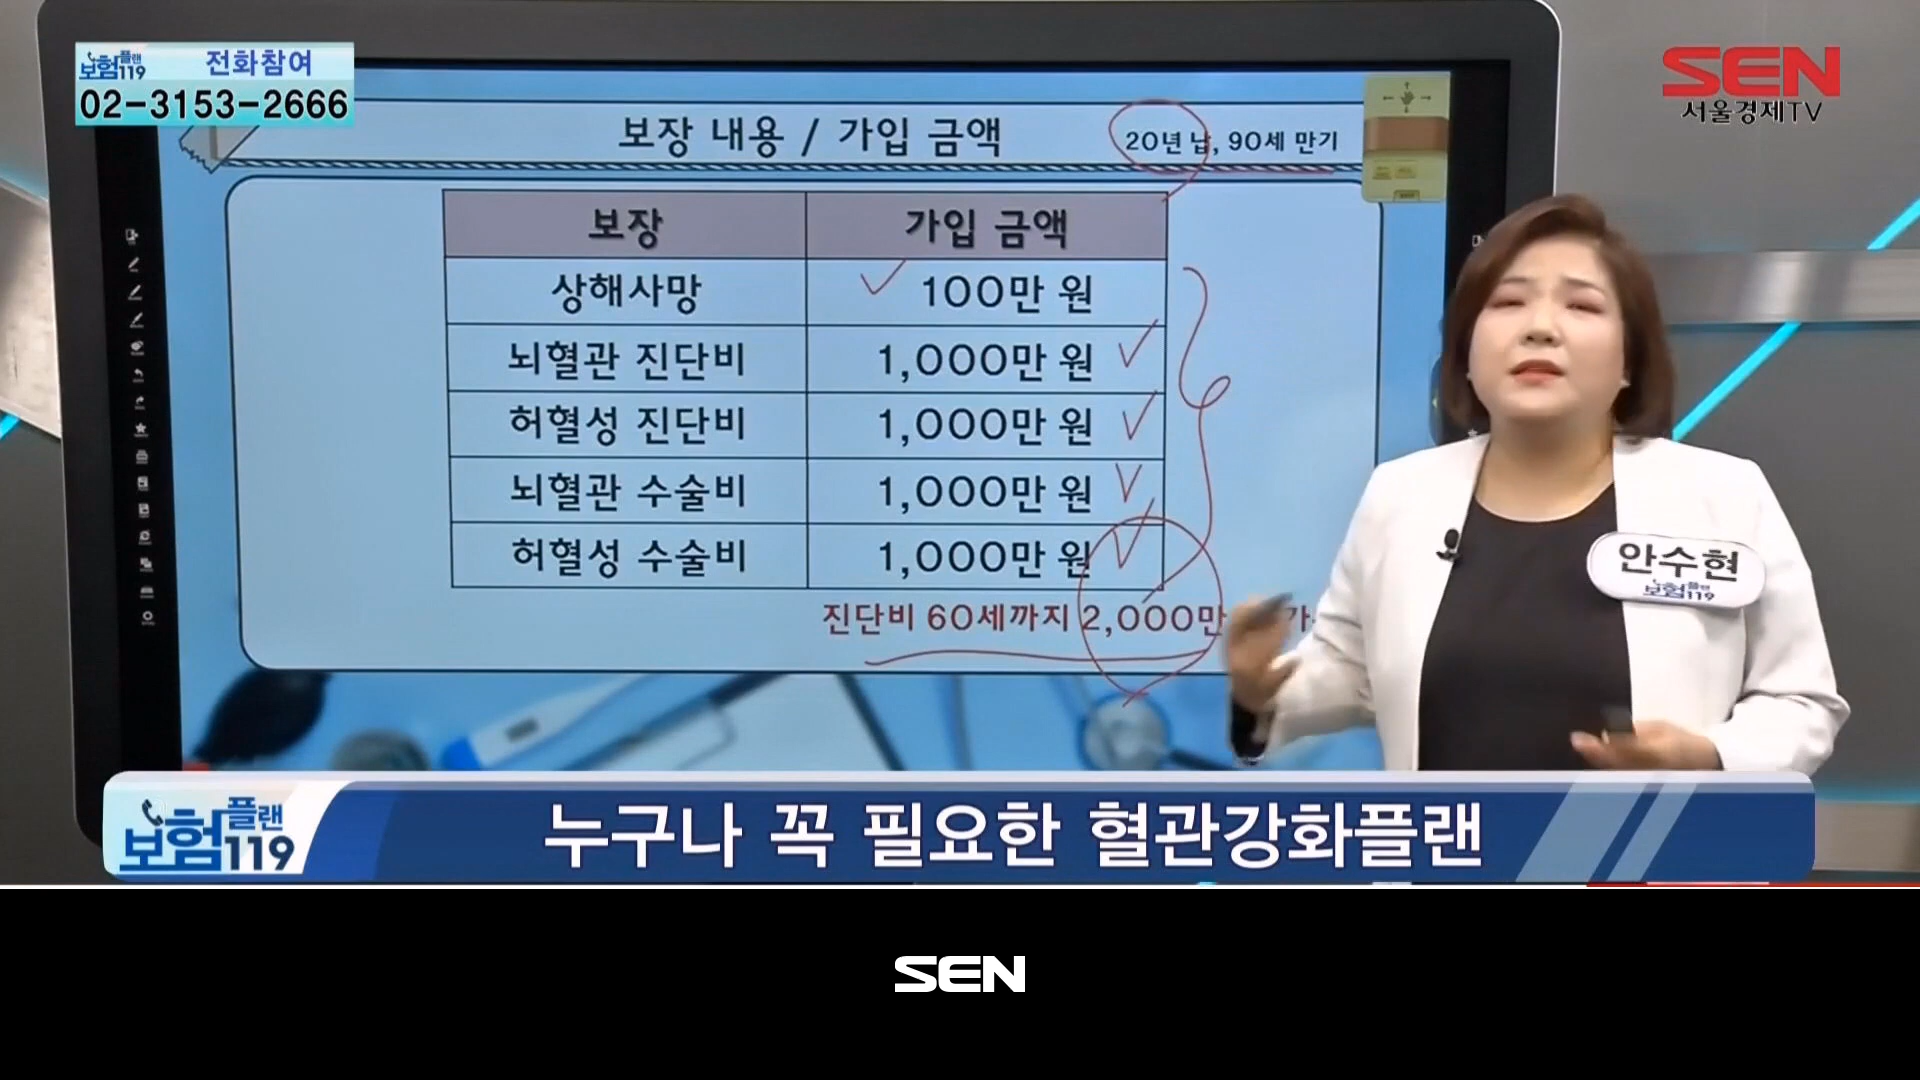 보험플랜119 전화참여
02-3153-2666
SEN
서울경제TV
보장 내용 / 가입 금액
20년 납, 90세 만기
보장 가입 금액
상해사망 100만 원
뇌혈관 진단비 1,000만 원
허혈성 진단비 1,000만 원
뇌혈관 수술비 1,000만 원
허혈성 수술비 1,000만 원
진단비 60세까지 2,000만
안수현
보험플랜119
보험플랜119
누구나 꼭 필요한 혈관강화플랜
SEN